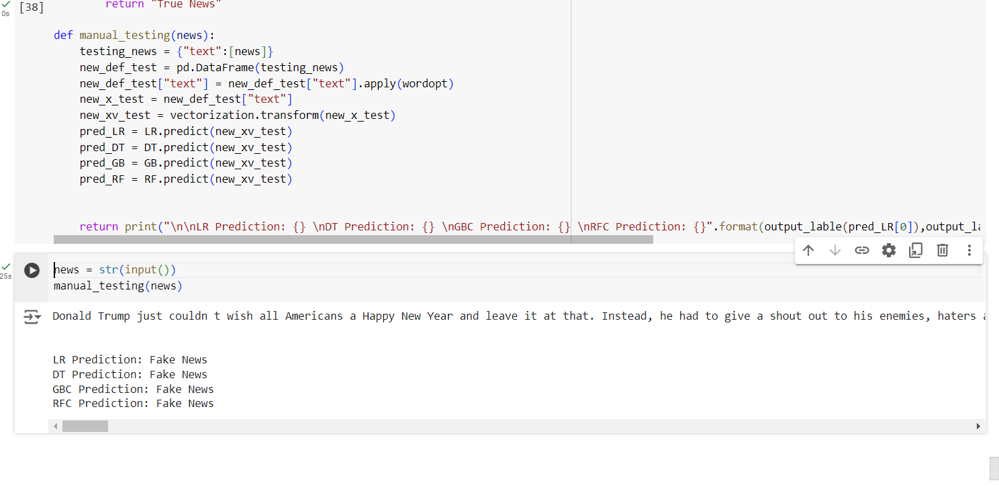 [38]
return "True News"
0s
def manual_testing(news):
testing_news = {"text":[news]}
new_def_test = pd.DataFrame(testing_news)
new_def_test["text"] = new_def_test["text"].apply(wordopt)
new_x_test = new_def_test["text"]
new_xv_test = vectorization.transform(new_x_test)
pred_LR = LR.predict(new_xv_test)
pred_DT = DT.predict(new_xv_test)
pred_GB = GB.predict(new_xv_test)
pred_RF = RF.predict(new_xv_test)
return print("\n\nLR Prediction: {} \nDT Prediction: {} \nGBC Prediction: {} \nRFC Prediction: {}".format(output_lable(pred_LR[0]),output_la
25s
news = str(input())
manual_testing(news)
Donald Trump just couldn t wish all Americans a Happy New Year and leave it at that. Instead, he had to give a shout out to his enemies, haters a
LR Prediction: Fake News
DT Prediction: Fake News
GBC Prediction: Fake News
RFC Prediction: Fake News